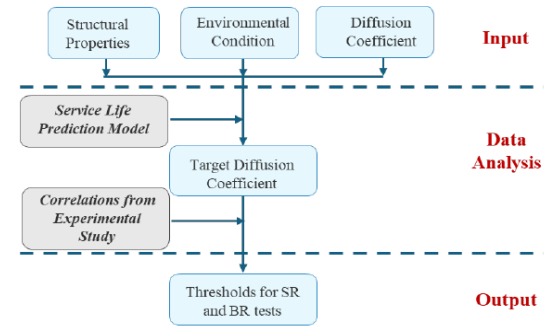 Structural
Properties
Environmental
Condition
Diffusion
Coefficient
Input
Service Life
Prediction Model
Data
Analysis
Target Diffusion
Coefficient
Correlations from
Experimental
Study
Thresholds for SR
and BR tests
Output